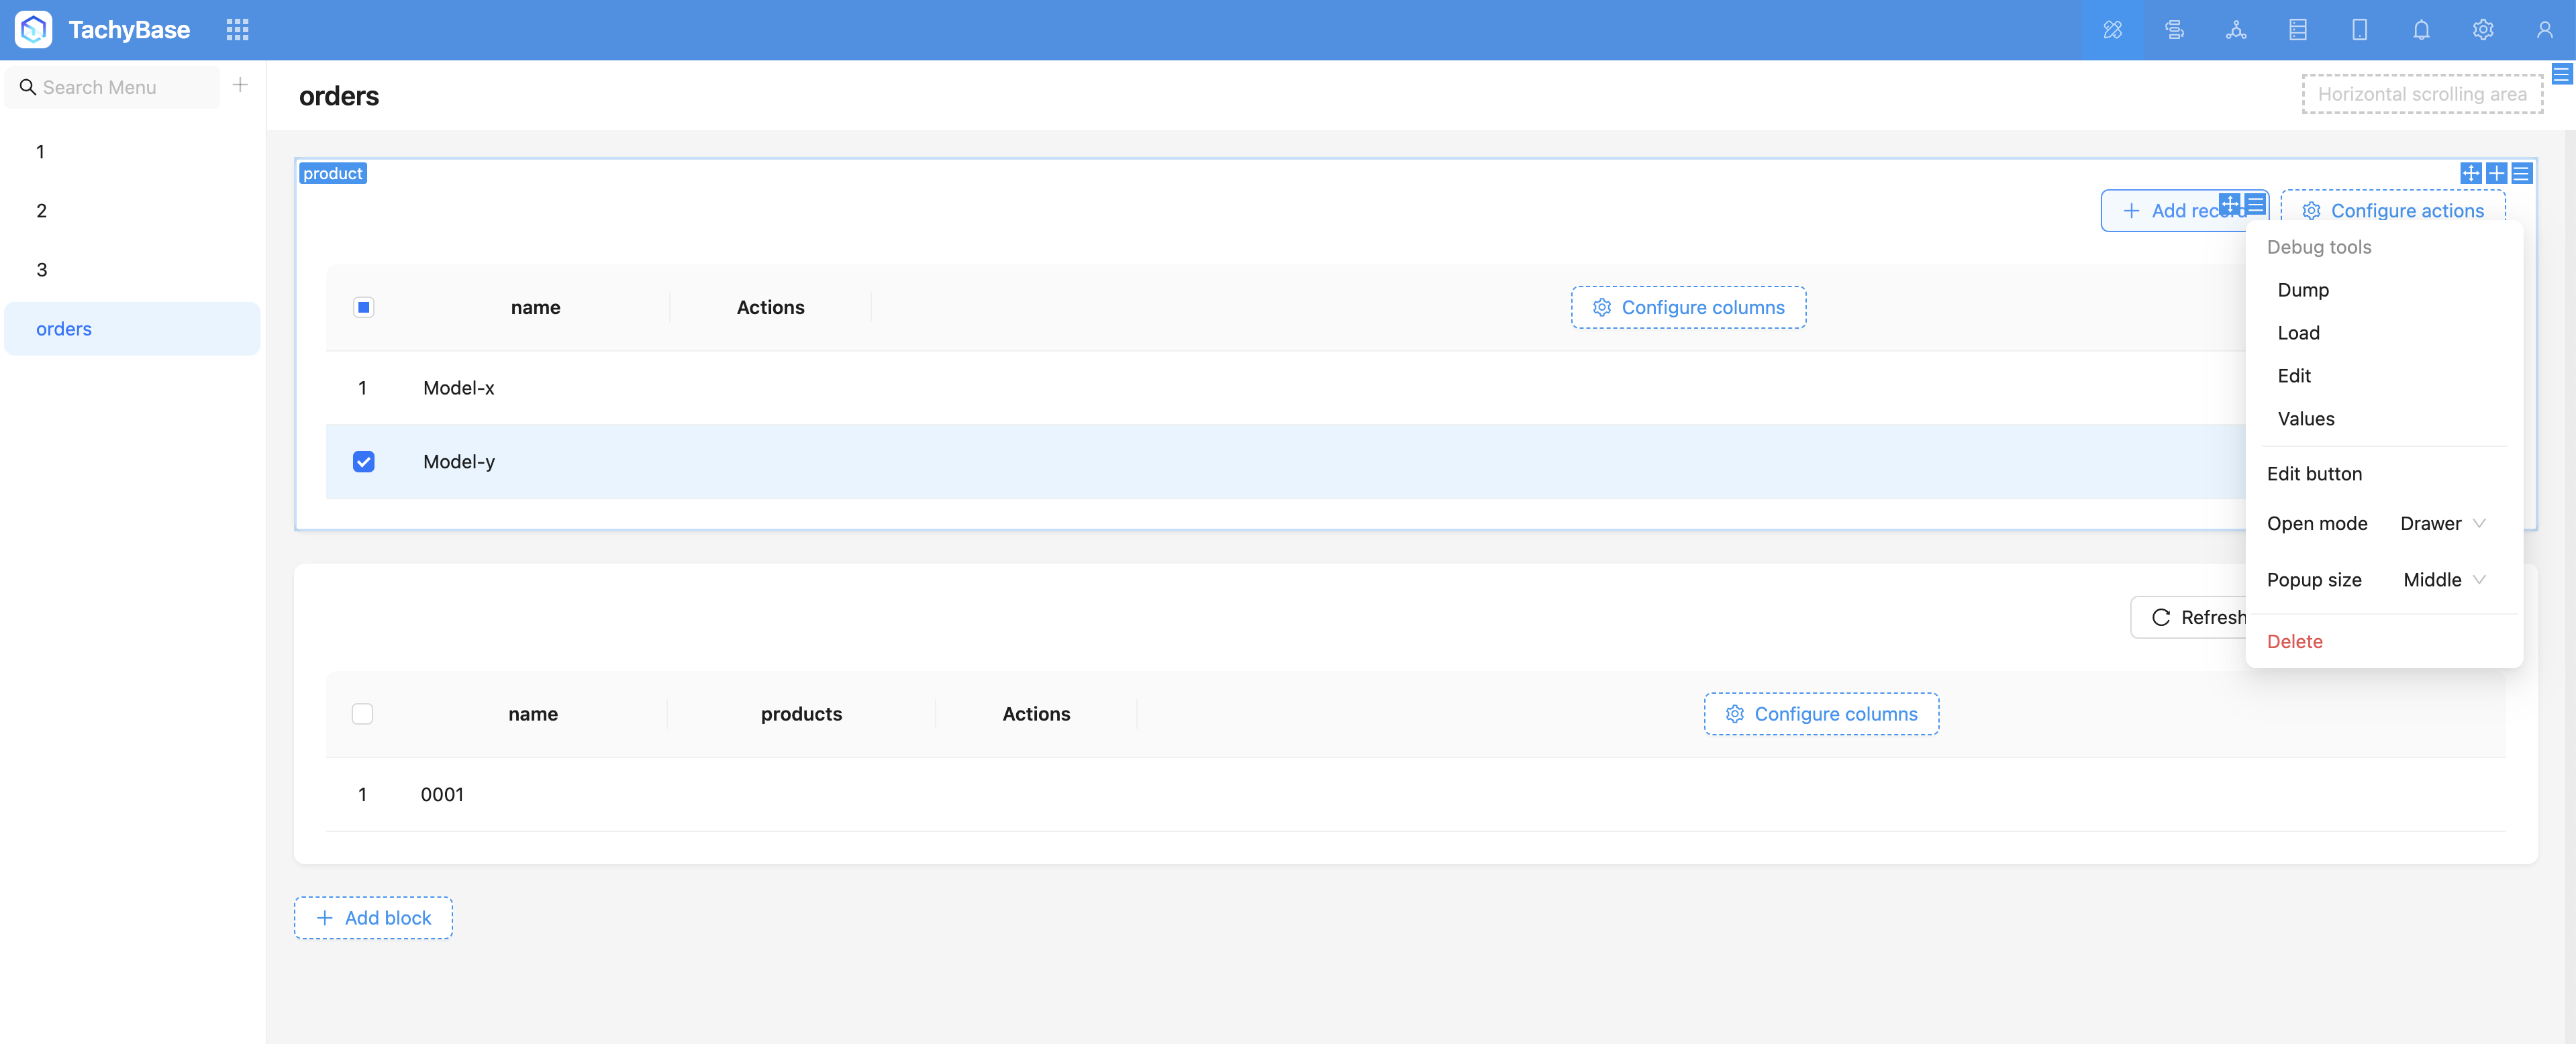 TachyBase
Search Menu
1
2
3
orders
orders
Horizontal scrolling area
product
Add record
Configure actions
name
Actions
Configure columns
1
Model-x
Model-y
Debug tools
Dump
Load
Edit
Values
Edit button
Open mode
Drawer
Popup size
Middle
Delete
Refresh
name
products
Actions
Configure columns
1
0001
Add block